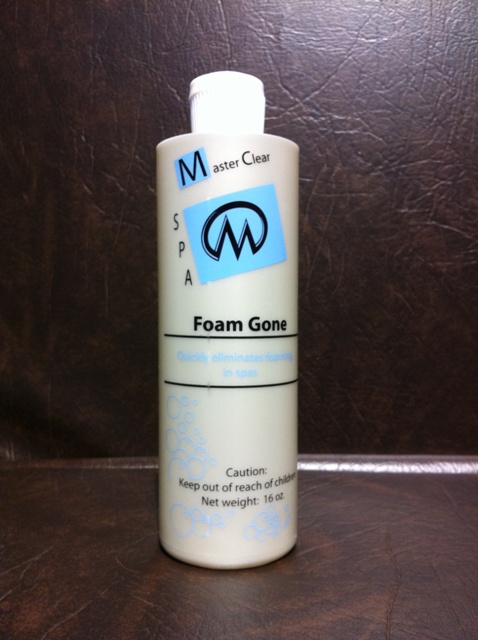 Master Clear
SPA
M
Foam Gone
Quickly eliminates foaming
in spas
Caution:
Keep out of reach of children
Net weight: 16 oz.